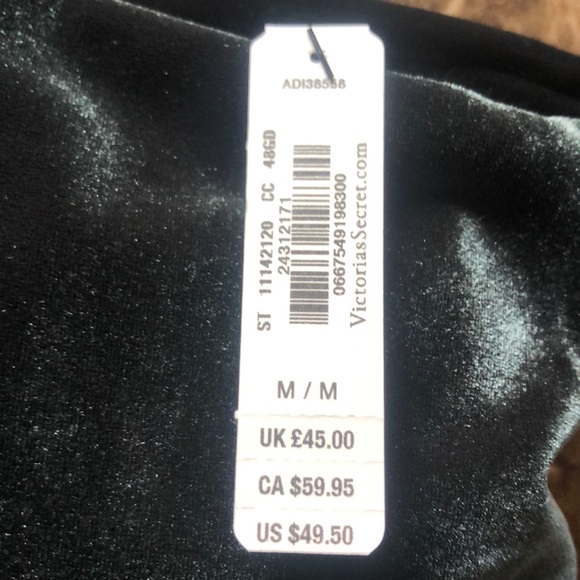 ADI38558
ST 11142120 CC 48GD
24312171
0667549198300
VictoriasSecret.com
M / M
UK £45.00
CA $59.95
US $49.50